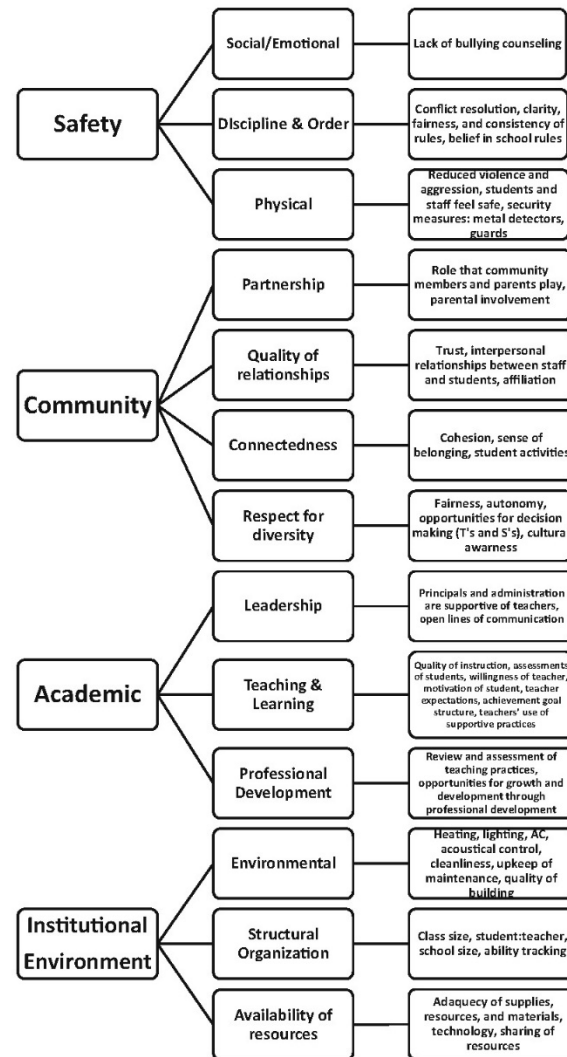 Social/Emotional
Lack of bullying counseling
Safety
DIscipline & Order
Conflict resolution, clarity,
fairness, and consistency of
rules, belief in school rules
Physical
Reduced violence and
aggression, students and
staff feel safe, security
measures: metal detectors,
guards
Partnership
Role that community
members and parents play,
parental involvement
Quality of
relationships
Trust, interpersonal
relationships between staff
and students, affiliation
Community
Connectedness
Cohesion, sense of
belonging, student activities
Respect for
diversity
Fairness, autonomy,
opportunities for decision
making (T's and S's), cultural
awarness
Leadership
Principals and administration
are supportive of teachers,
open lines of communication
Academic
Teaching &
Learning
Quality of instruction, assessments
of students, willingness of teacher,
motivation of student, teacher
expectations, achievement goal
structure, teachers' use of
supportive practices
Professional
Development
Review and assessment of
teaching practices,
opportunities for growth and
development through
professional development
Environmental
Heating, lighting, AC,
acoustical control,
cleanliness, upkeep of
maintenance, quality of
building
Institutional
Environment
Structural
Organization
Class size, student:teacher,
school size, ability tracking
Availability of
resources
Adaquecy of supplies,
resources, and materials,
technology, sharing of
resources